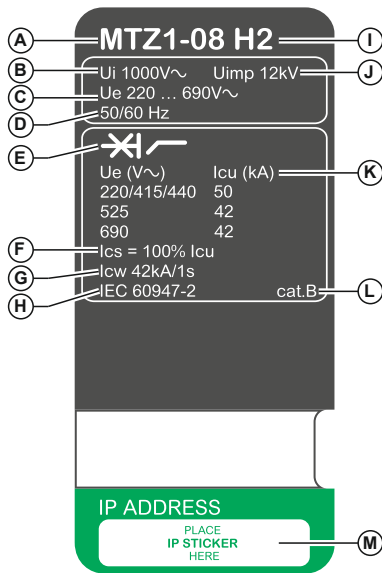 A MTZ1-08 H2 I
B Ui 1000V∿ Uimp 12kV J
C Ue 220 ... 690V∿
D 50/60 Hz
E
Ue (V∿) Icu (kA) K
220/415/440 50
525 42
690 42
F Ics = 100% Icu
G Icw 42kA/1s
H IEC 60947-2 cat.B L
IP ADDRESS
PLACE
IP STICKER M
HERE